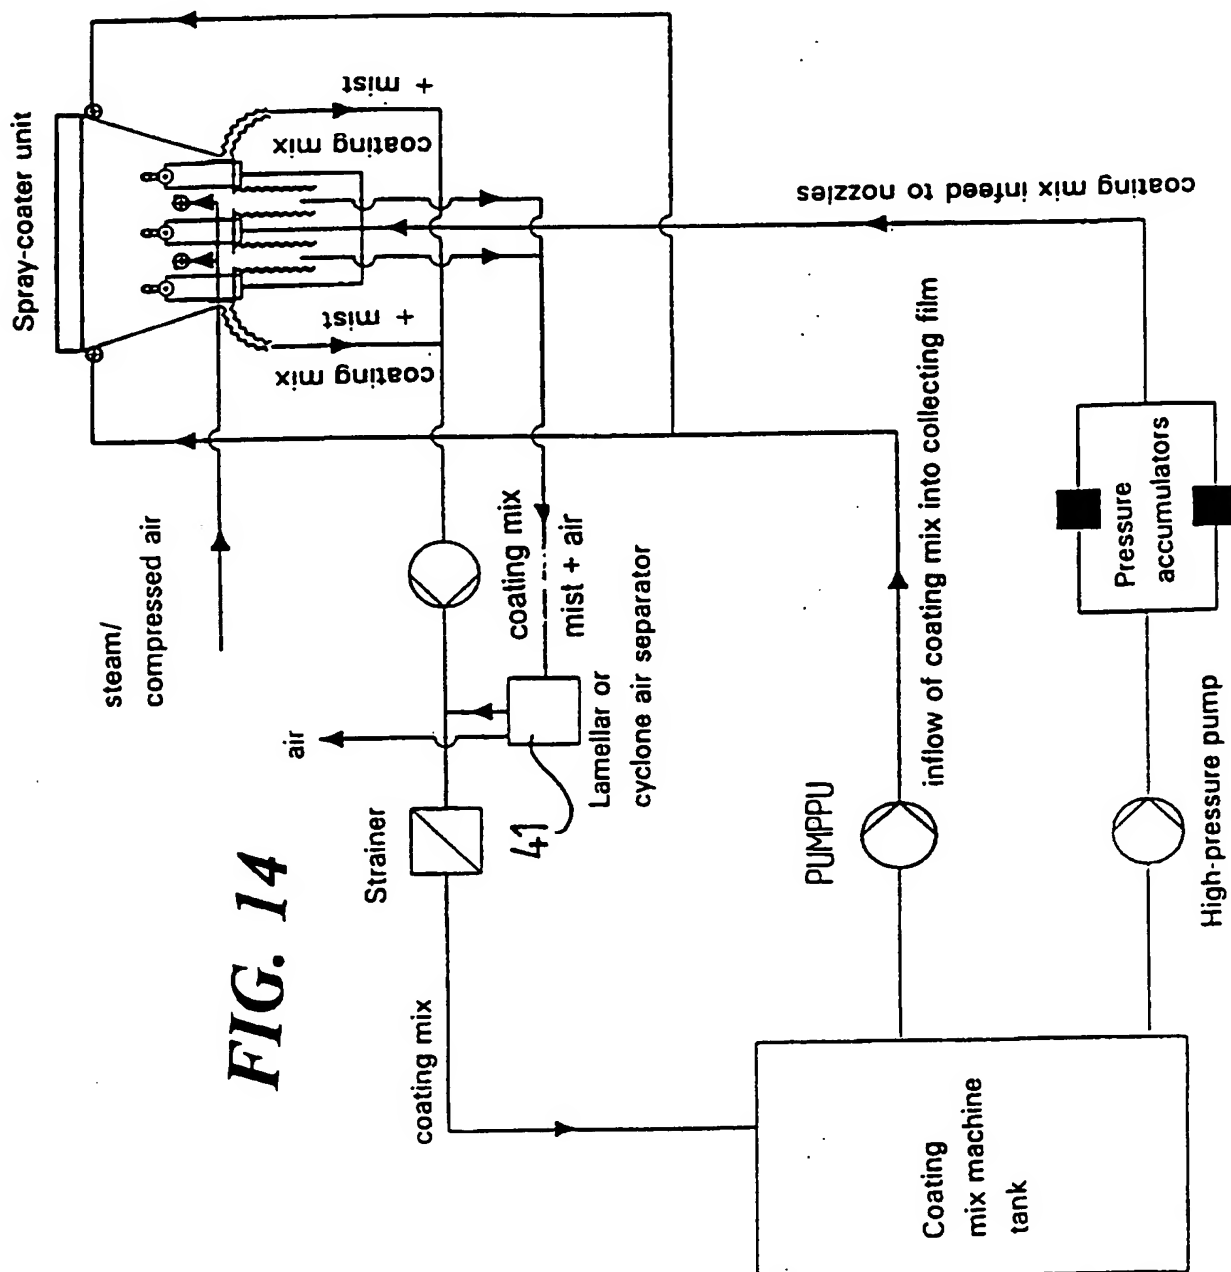 FIG. 14
Spray-coater unit
steam/
compressed air
coating mix
+ mist
coating mix
+ mist
air
Strainer
41
coating mix
mist + air
Lamellar or
cyclone air separator
coating mix
coating mix infeed to nozzles
PUMPPU
inflow of coating mix into collecting film
Pressure
accumulators
High-pressure pump
Coating
mix machine
tank